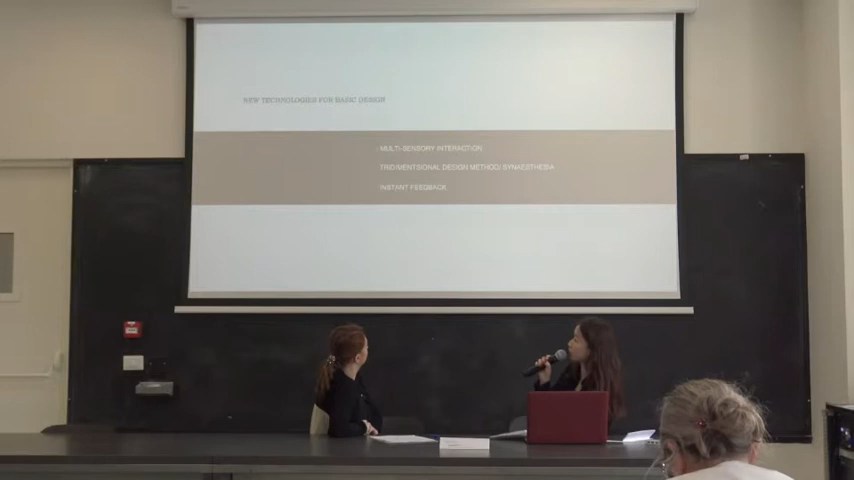 NEW TECHNOLOGIES FOR BASIC DESIGN
: MULTI-SENSORY INTERACTION
TRIDIMENTSIONAL DESIGN METHOD/ SYNAESTHESIA
:INSTANT FEEDBACK